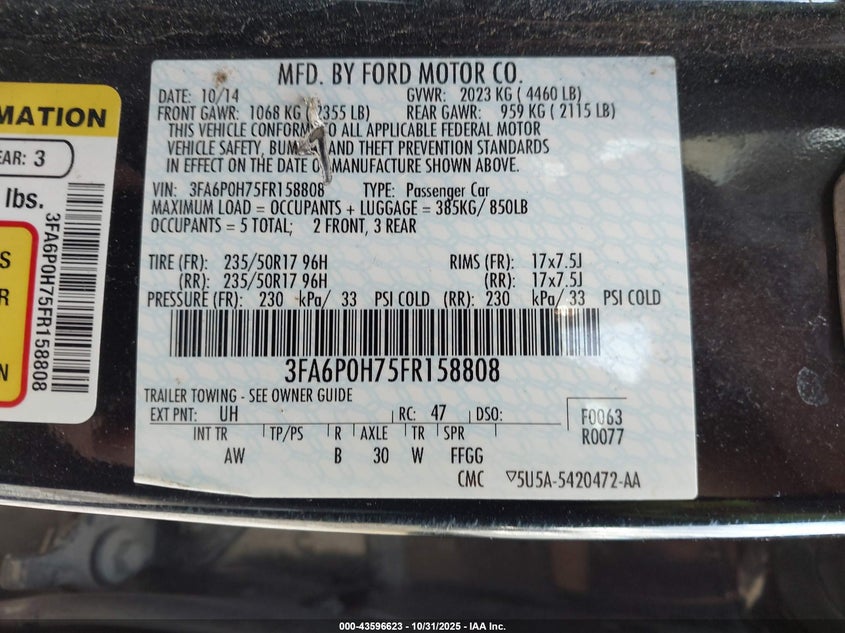 MFD. BY FORD MOTOR CO.
DATE: 10/14 GVWR: 2023 KG ( 4460 LB)
FRONT GAWR: 1068 KG ( 2355 LB) REAR GAWR: 959 KG ( 2115 LB)
THIS VEHICLE CONFORMS TO ALL APPLICABLE FEDERAL MOTOR
VEHICLE SAFETY, BUMPER AND THEFT PREVENTION STANDARDS
IN EFFECT ON THE DATE OF MANUFACTURE SHOWN ABOVE.
VIN: 3FA6P0H75FR158808 TYPE: Passenger Car
MAXIMUM LOAD = OCCUPANTS + LUGGAGE = 385KG/ 850LB
OCCUPANTS = 5 TOTAL; 2 FRONT, 3 REAR
TIRE (FR): 235/50R17 96H RIMS (FR): 17x7.5J
(RR): 235/50R17 96H (RR): 17x7.5J
PRESSURE (FR): 230 kPa/ 33 PSI COLD (RR): 230 kPa/ 33 PSI COLD
3FA6P0H75FR158808
TRAILER TOWING - SEE OWNER GUIDE
EXT PNT: UH RC: 47 DSO: F0063
R0077
INT TR TP/PS R AXLE TR SPR
AW B 30 W FFGG
CMC ▽5U5A-5420472-AA
RMATION
EAR: 3
lbs.
S
R
N
3FA6P0H75FR158808
000-43596623 / 10/31/2025 - IAA Inc.